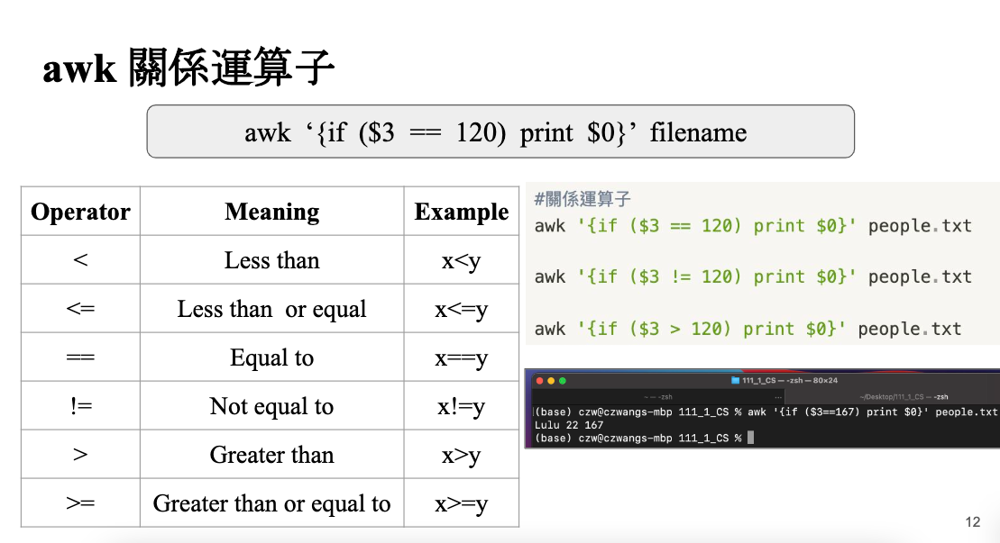 awk 關係運算子
awk ‘{if ($3 == 120) print $0}’ filename
Operator Meaning Example
< Less than x<y
<= Less than or equal x<=y
== Equal to x==y
!= Not equal to x!=y
> Greater than x>y
>= Greater than or equal to x>=y
#關係運算子
awk '{if ($3 == 120) print $0}' people.txt
awk '{if ($3 != 120) print $0}' people.txt
awk '{if ($3 > 120) print $0}' people.txt
111_1_CS — -zsh — 80×24
~ — -zsh ... ~/Desktop/111_1_CS — -zsh
(base) czw@czwangs-mbp 111_1_CS % awk '{if ($3==167) print $0}' people.txt
Lulu 22 167
(base) czw@czwangs-mbp 111_1_CS %
12